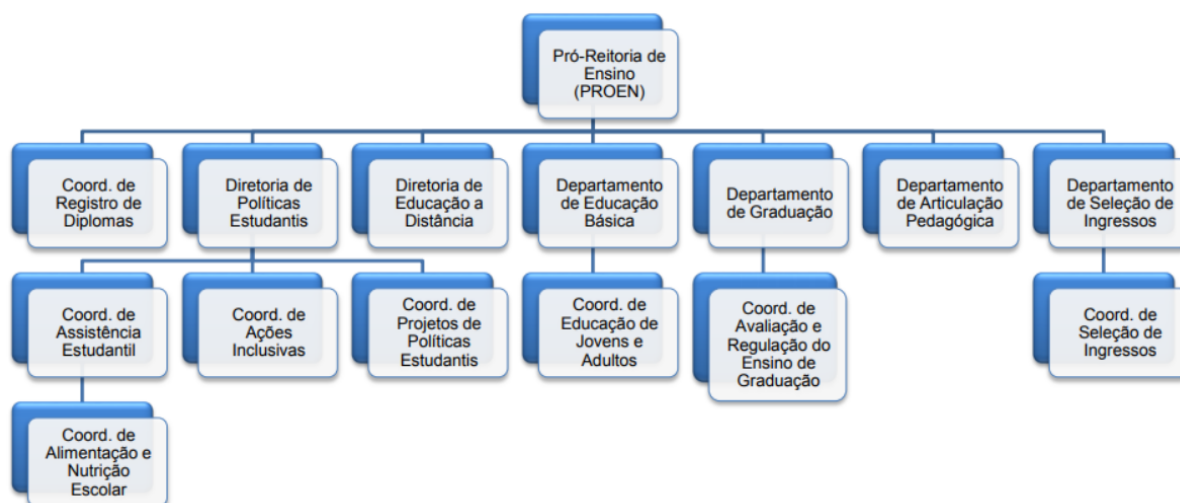 Pró-Reitoria de
Ensino
(PROEN)
Coord. de
Registro de
Diplomas
Diretoria de
Políticas
Estudantis
Diretoria de
Educação a
Distância
Departamento
de Educação
Básica
Departamento
de Graduação
Departamento
de Articulação
Pedagógica
Departamento
de Seleção de
Ingressos
Coord. de
Assistência
Estudantil
Coord. de
Ações
Inclusivas
Coord. de
Projetos de
Políticas
Estudantis
Coord. de
Educação de
Jovens e
Adultos
Coord. de
Avaliação e
Regulação do
Ensino de
Graduação
Coord. de
Seleção de
Ingressos
Coord. de
Alimentação e
Nutrição
Escolar